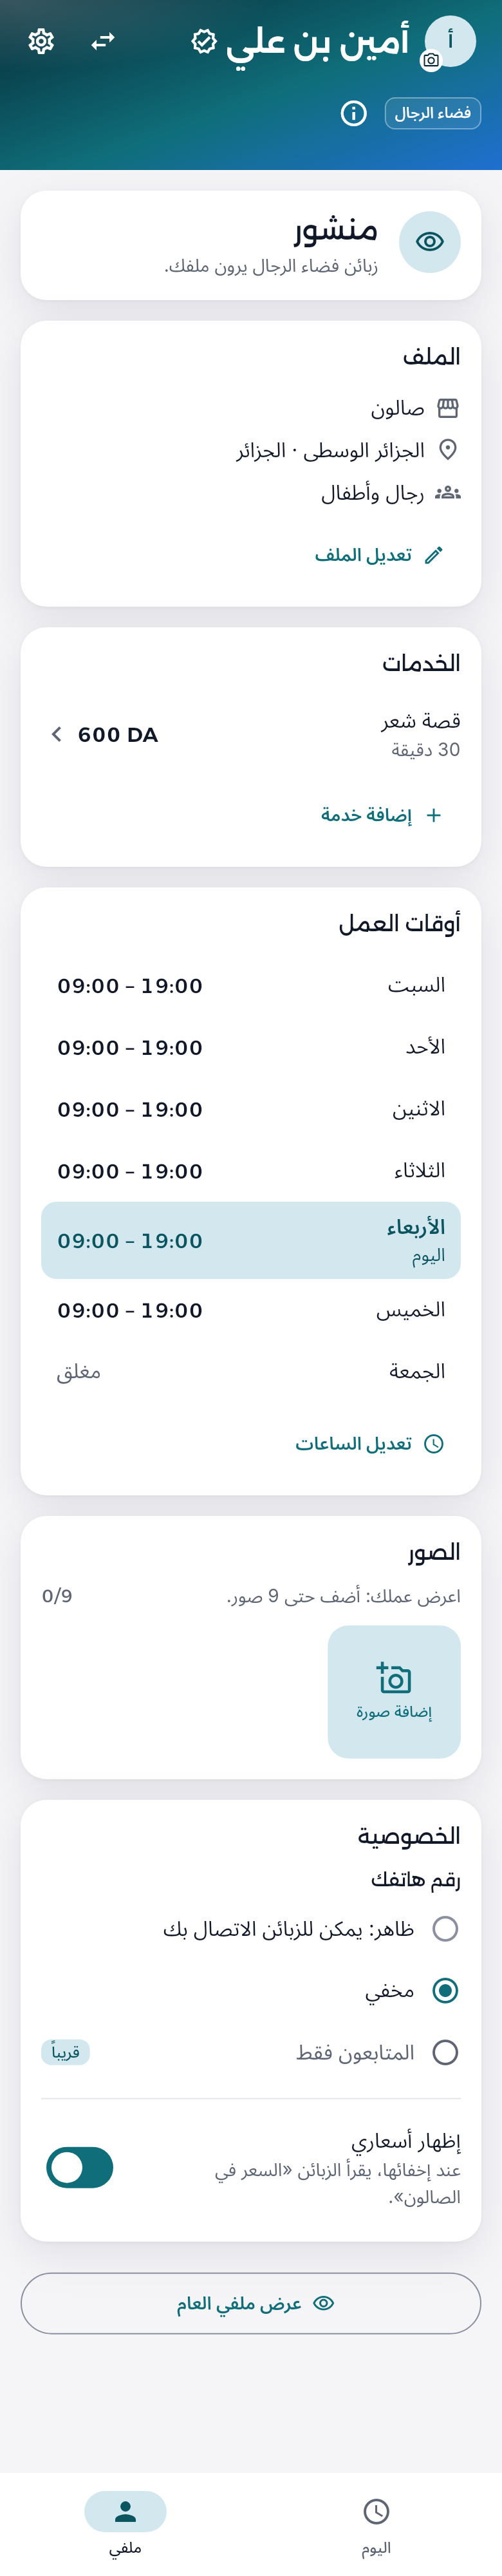 أمين بن علي
أ
فضاء الرجال
منشور
زبائن فضاء الرجال يرون ملفك.
الملف
صالون
الجزائر الوسطى · الجزائر
رجال وأطفال
تعديل الملف
الخدمات
قصة شعر
30 دقيقة
600 DA
إضافة خدمة
أوقات العمل
السبت 09:00 – 19:00
الأحد 09:00 – 19:00
الاثنين 09:00 – 19:00
الثلاثاء 09:00 – 19:00
الأربعاء 09:00 – 19:00
اليوم
الخميس 09:00 – 19:00
الجمعة مغلق
تعديل الساعات
الصور
اعرض عملك: أضف حتى 9 صور. 0/9
إضافة صورة
الخصوصية
رقم هاتفك
ظاهر: يمكن للزبائن الاتصال بك
مخفي
المتابعون فقط قريباً
إظهار أسعاري
عند إخفائها، يقرأ الزبائن «السعر في
الصالون».
عرض ملفي العام
اليوم
ملفي